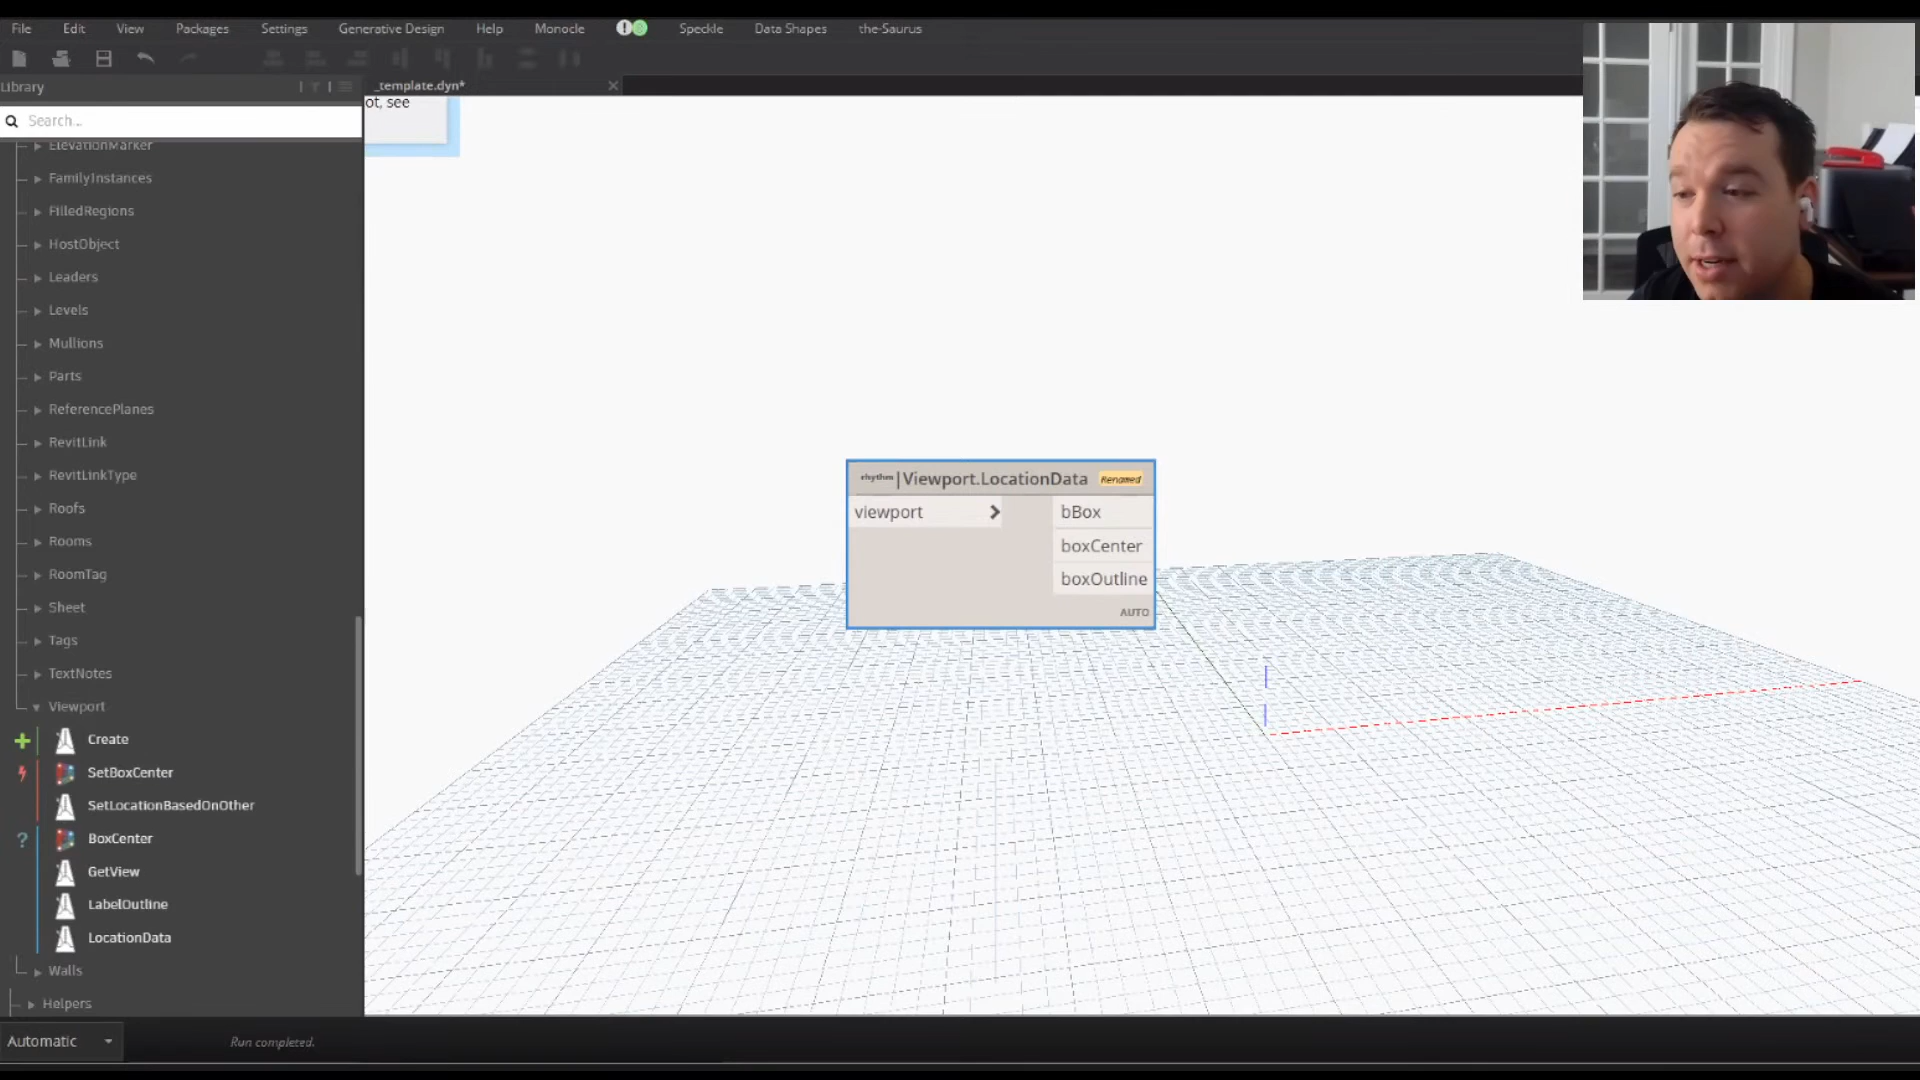 File Edit View Packages Settings Generative Design Help Monocle Speckle Data Shapes the-Saurus
Library
_template.dyn*
ot, see
Search...
ElevationMarker
FamilyInstances
FilledRegions
HostObject
Leaders
Levels
Mullions
Parts
ReferencePlanes
RevitLink
RevitLinkType
Roofs
Rooms
RoomTag
Sheet
Tags
TextNotes
Viewport
Create
SetBoxCenter
SetLocationBasedOnOther
BoxCenter
GetView
LabelOutline
LocationData
Walls
Helpers
rhythm|Viewport.LocationData Renamed
viewport > bBox
boxCenter
boxOutline
AUTO
Automatic
Run completed.